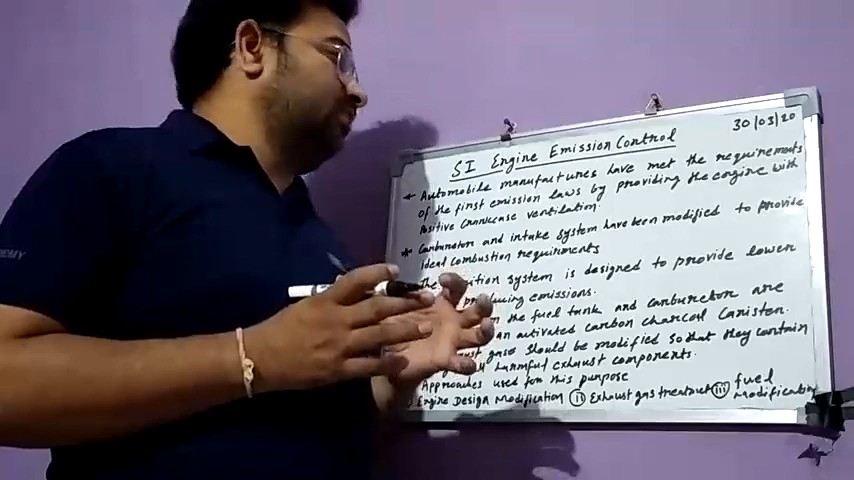 30/03/20
SI Engine Emission Control
* Automobile manufactures have met the requirements
of the first emission laws by providing the engine with
Positive Crankcase ventilation.
* Carburetor and intake system have been modified to provide
ideal combustion requirements
The system is designed to provide lower
producing emissions.
the fuel tank and carburetor are
an activated carbon charcoal Canister.
gases should be modified so that they contain
harmful exhaust components.
Approaches used for this purpose
Engine Design Modification (ii) Exhaust gas treatment (iii) fuel
modification